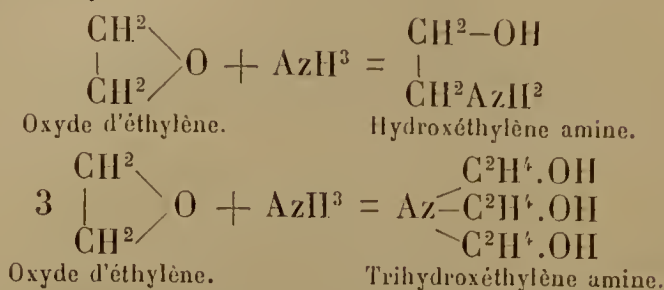 CH² CH²–OH
O + AzH³ =
CH² CH²AzH²
Oxyde d'éthylène. Hydroxéthylène amine.
CH² C²H⁴.OH
3 O + AzH³ = Az–C²H⁴.OH
CH² C²H⁴.OH
Oxyde d'éthylène. Trihydroxéthylène amine.